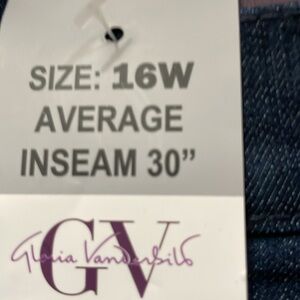 SIZE: 16W
AVERAGE
INSEAM 30”
GV
Gloria Vanderbilt